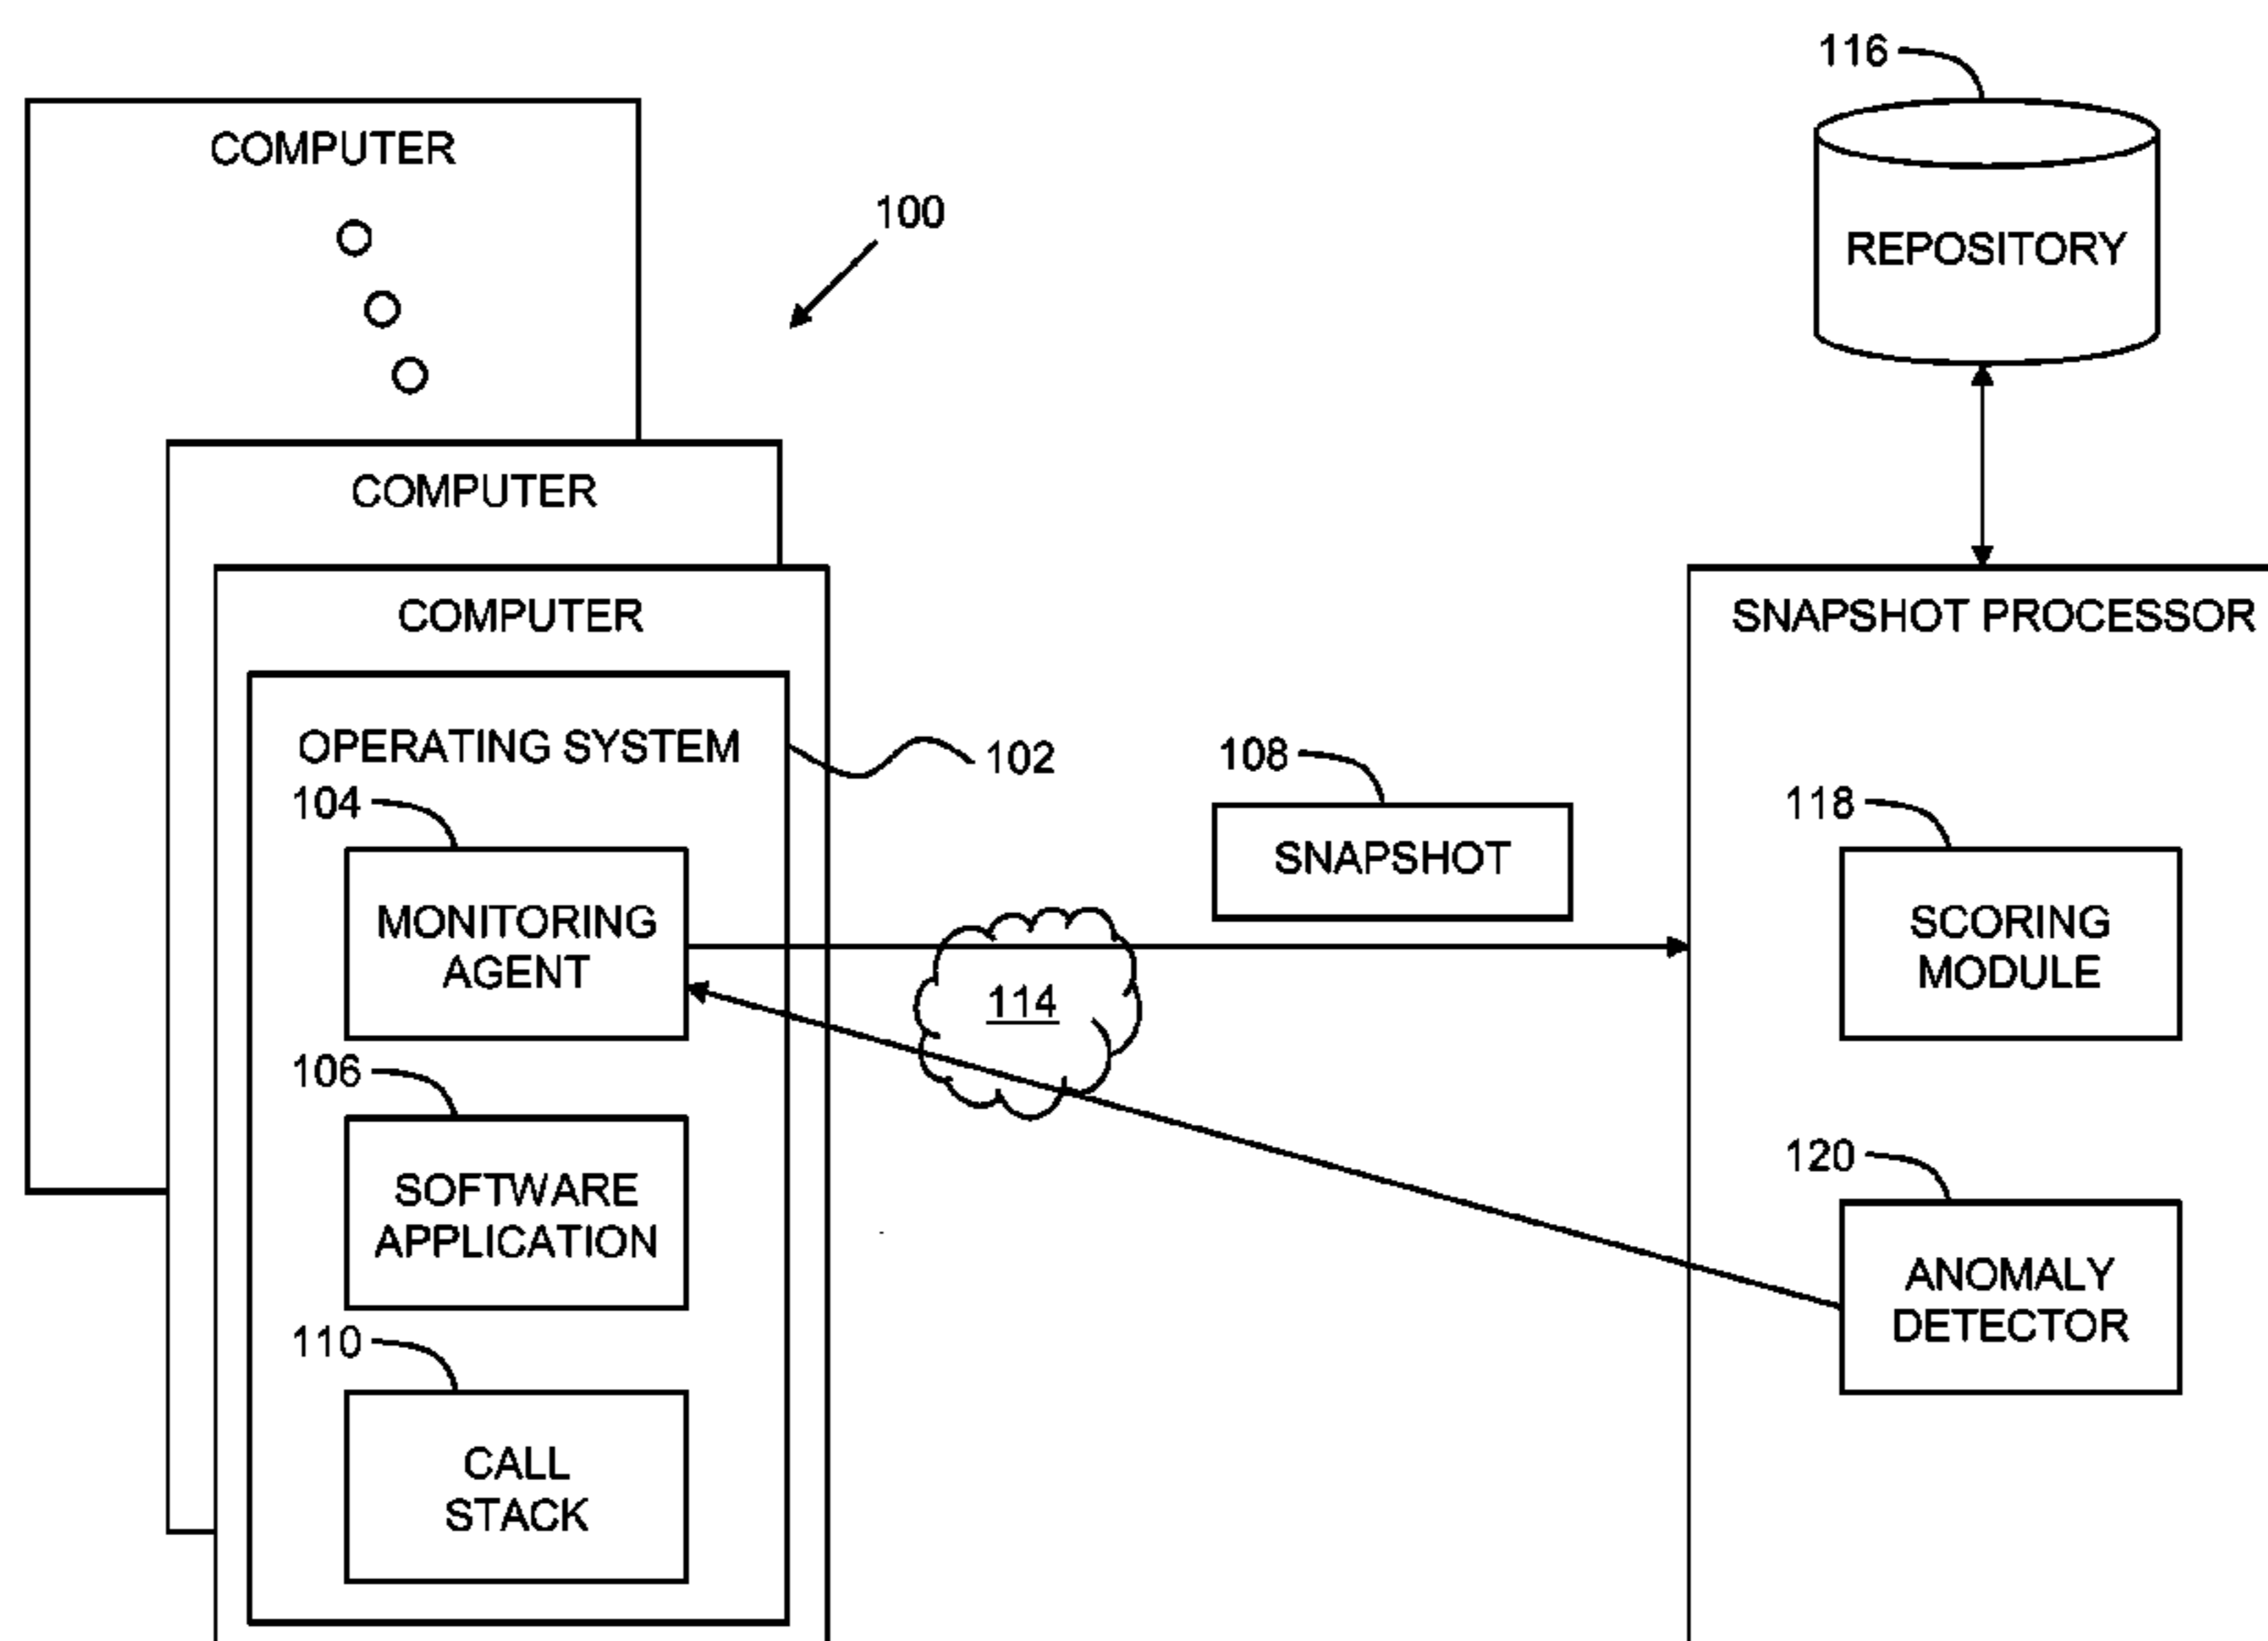 116
COMPUTER
100
REPOSITORY
COMPUTER
COMPUTER
SNAPSHOT PROCESSOR
OPERATING SYSTEM
102
108
104
118
SNAPSHOT
MONITORING
AGENT
SCORING
MODULE
114
106
120
SOFTWARE
APPLICATION
ANOMALY
DETECTOR
110
CALL
STACK